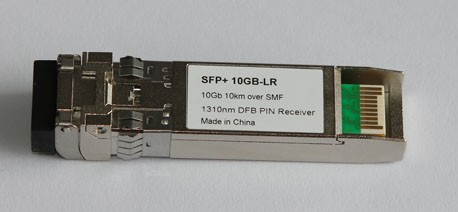 SFP+ 10GB-LR
10Gb 10km over SMF
1310nm DFB PIN Receiver
Made in China